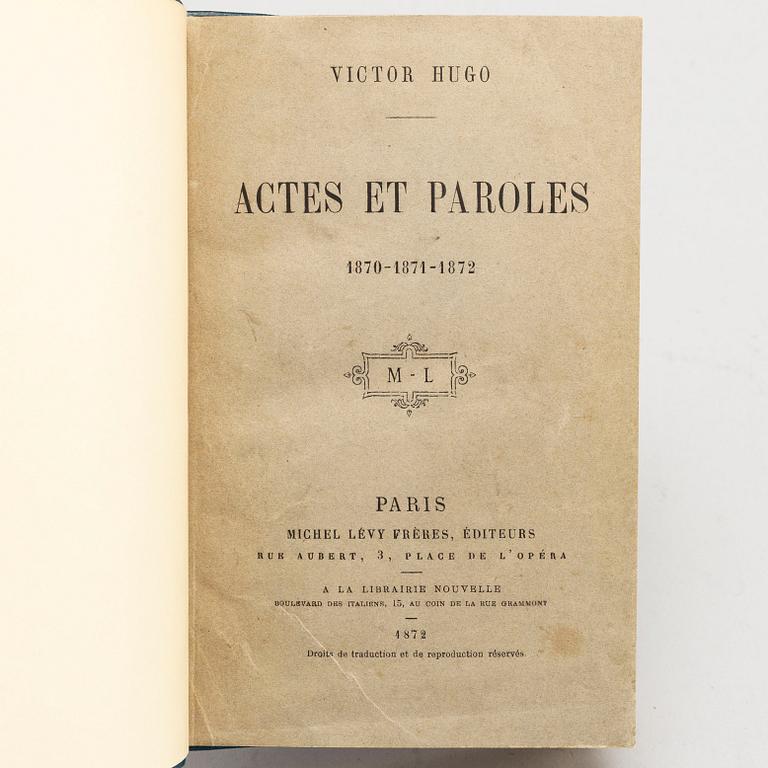 VICTOR HUGO
ACTES ET PAROLES
1870-1871-1872
M - L
PARIS
MICHEL LÉVY FRÈRES, ÉDITEURS
RUE AUBERT, 3, PLACE DE L'OPÉRA
A LA LIBRAIRIE NOUVELLE
BOULEVARD DES ITALIENS, 15, AU COIN DE LA RUE GRAMMONT
1872
Droits de traduction et de reproduction réservés